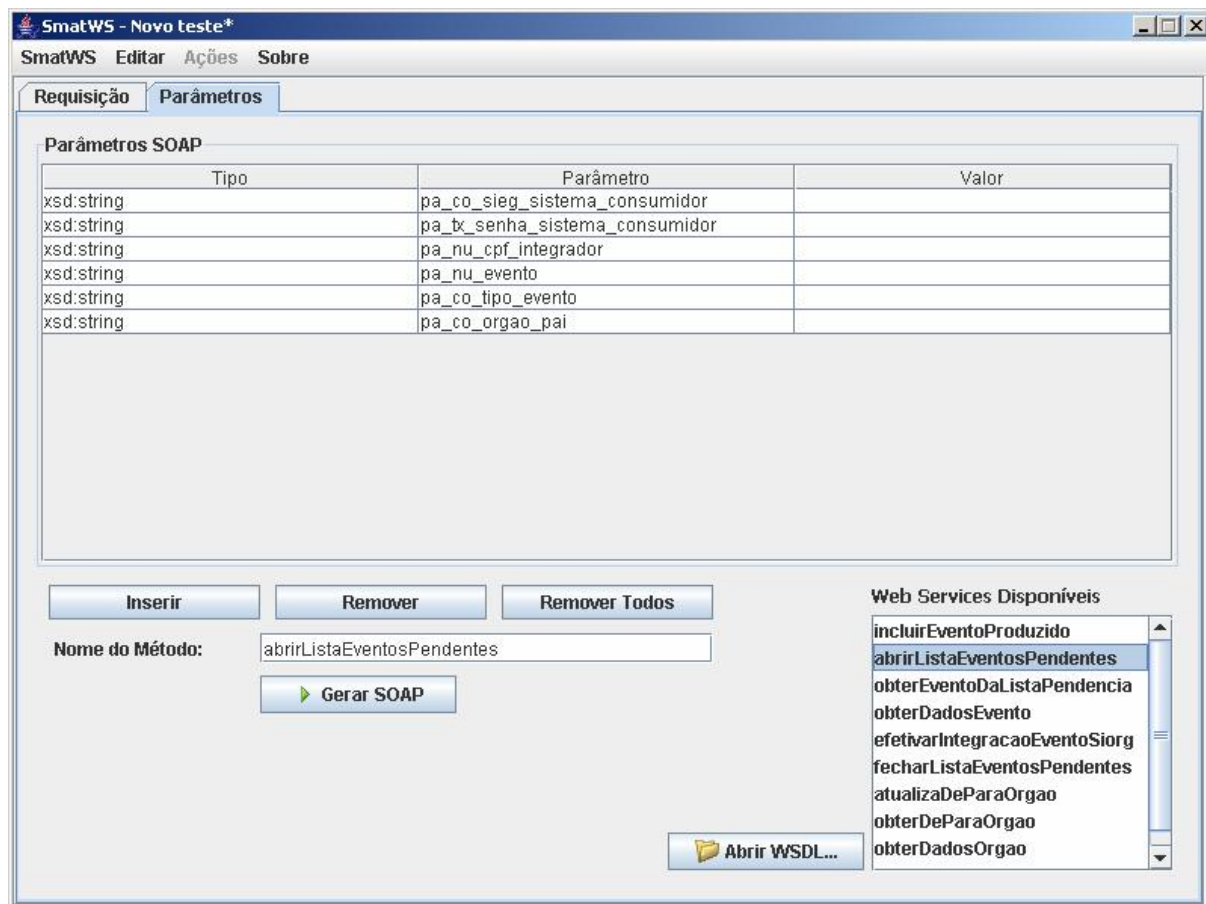 SmatWS - Novo teste*
SmatWS Editar Ações Sobre
Requisição Parâmetros
Parâmetros SOAP
Tipo Parâmetro Valor
xsd:string pa_co_sieg_sistema_consumidor
xsd:string pa_tx_senha_sistema_consumidor
xsd:string pa_nu_cpf_integrador
xsd:string pa_nu_evento
xsd:string pa_co_tipo_evento
xsd:string pa_co_orgao_pai
Inserir Remover Remover Todos
Nome do Método: abrirListaEventosPendentes
Gerar SOAP
Abrir WSDL...
Web Services Disponíveis
incluirEventoProduzido
abrirListaEventosPendentes
obterEventoDaListaPendencia
obterDadosEvento
efetivarIntegracaoEventoSiorg
fecharListaEventosPendentes
atualizaDeParaOrgao
obterDeParaOrgao
obterDadosOrgao